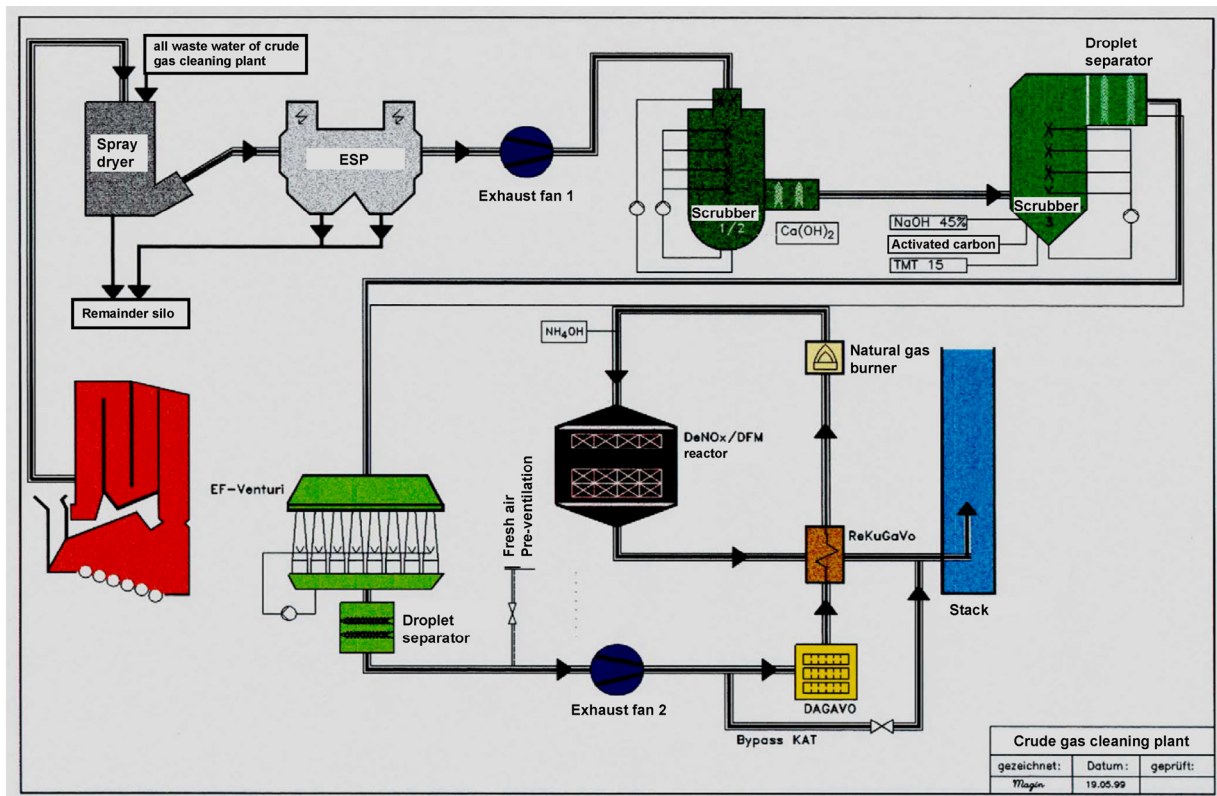 all waste water of crude
gas cleaning plant
Droplet
separator
Spray
dryer
ESP
Exhaust fan 1
Scrubber
1/2
Ca(OH)2
Scrubber
3
NaOH 45%
Activated carbon
TMT 15
Remainder silo
NH4OH
Natural gas
burner
DeNOx/DFM
reactor
EF-Venturi
Fresh air
Pre-ventilation
ReKuGaVo
Stack
Droplet
separator
Exhaust fan 2
DAGAVO
Bypass KAT
Crude gas cleaning plant
gezeichnet: Datum: geprüft:
Magin 19.05.99